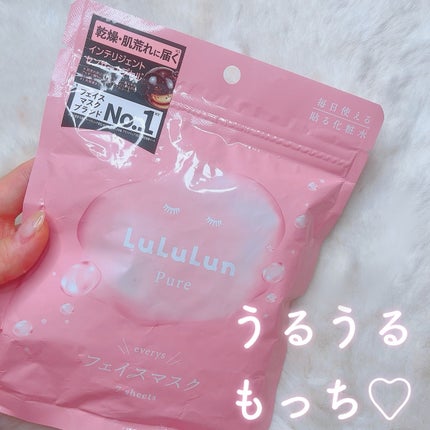 乾燥・肌荒れに届く
インテリジェント
フェイス
マスク
ブランド
No.1
毎日使える
貼る化粧水
LuLuLun
Pure
everys
フェイスマスク
sheets
うるうる
もっち♡